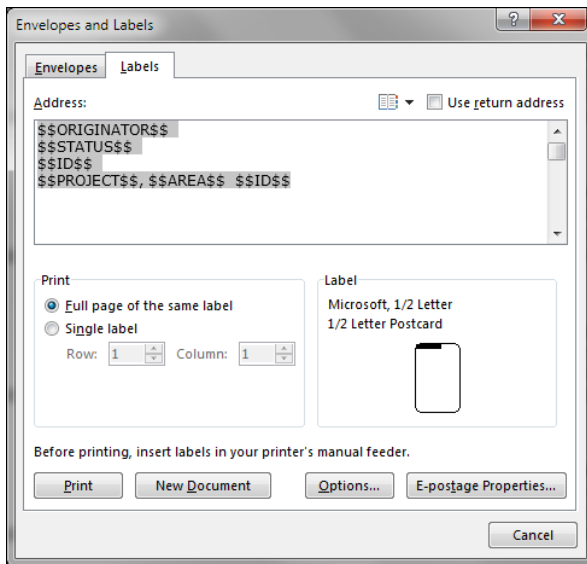 Envelopes and Labels
Envelopes
Labels
Address:
Use return address
$$ORIGINATOR$$
$$STATUS$$
$$ID$$
$$PROJECT$$, $$AREA$$ $$ID$$
Print
Full page of the same label
Single label
Row: 1 Column: 1
Label
Microsoft, 1/2 Letter
1/2 Letter Postcard
Before printing, insert labels in your printer's manual feeder.
Print
New Document
Options...
E-postage Properties...
Cancel